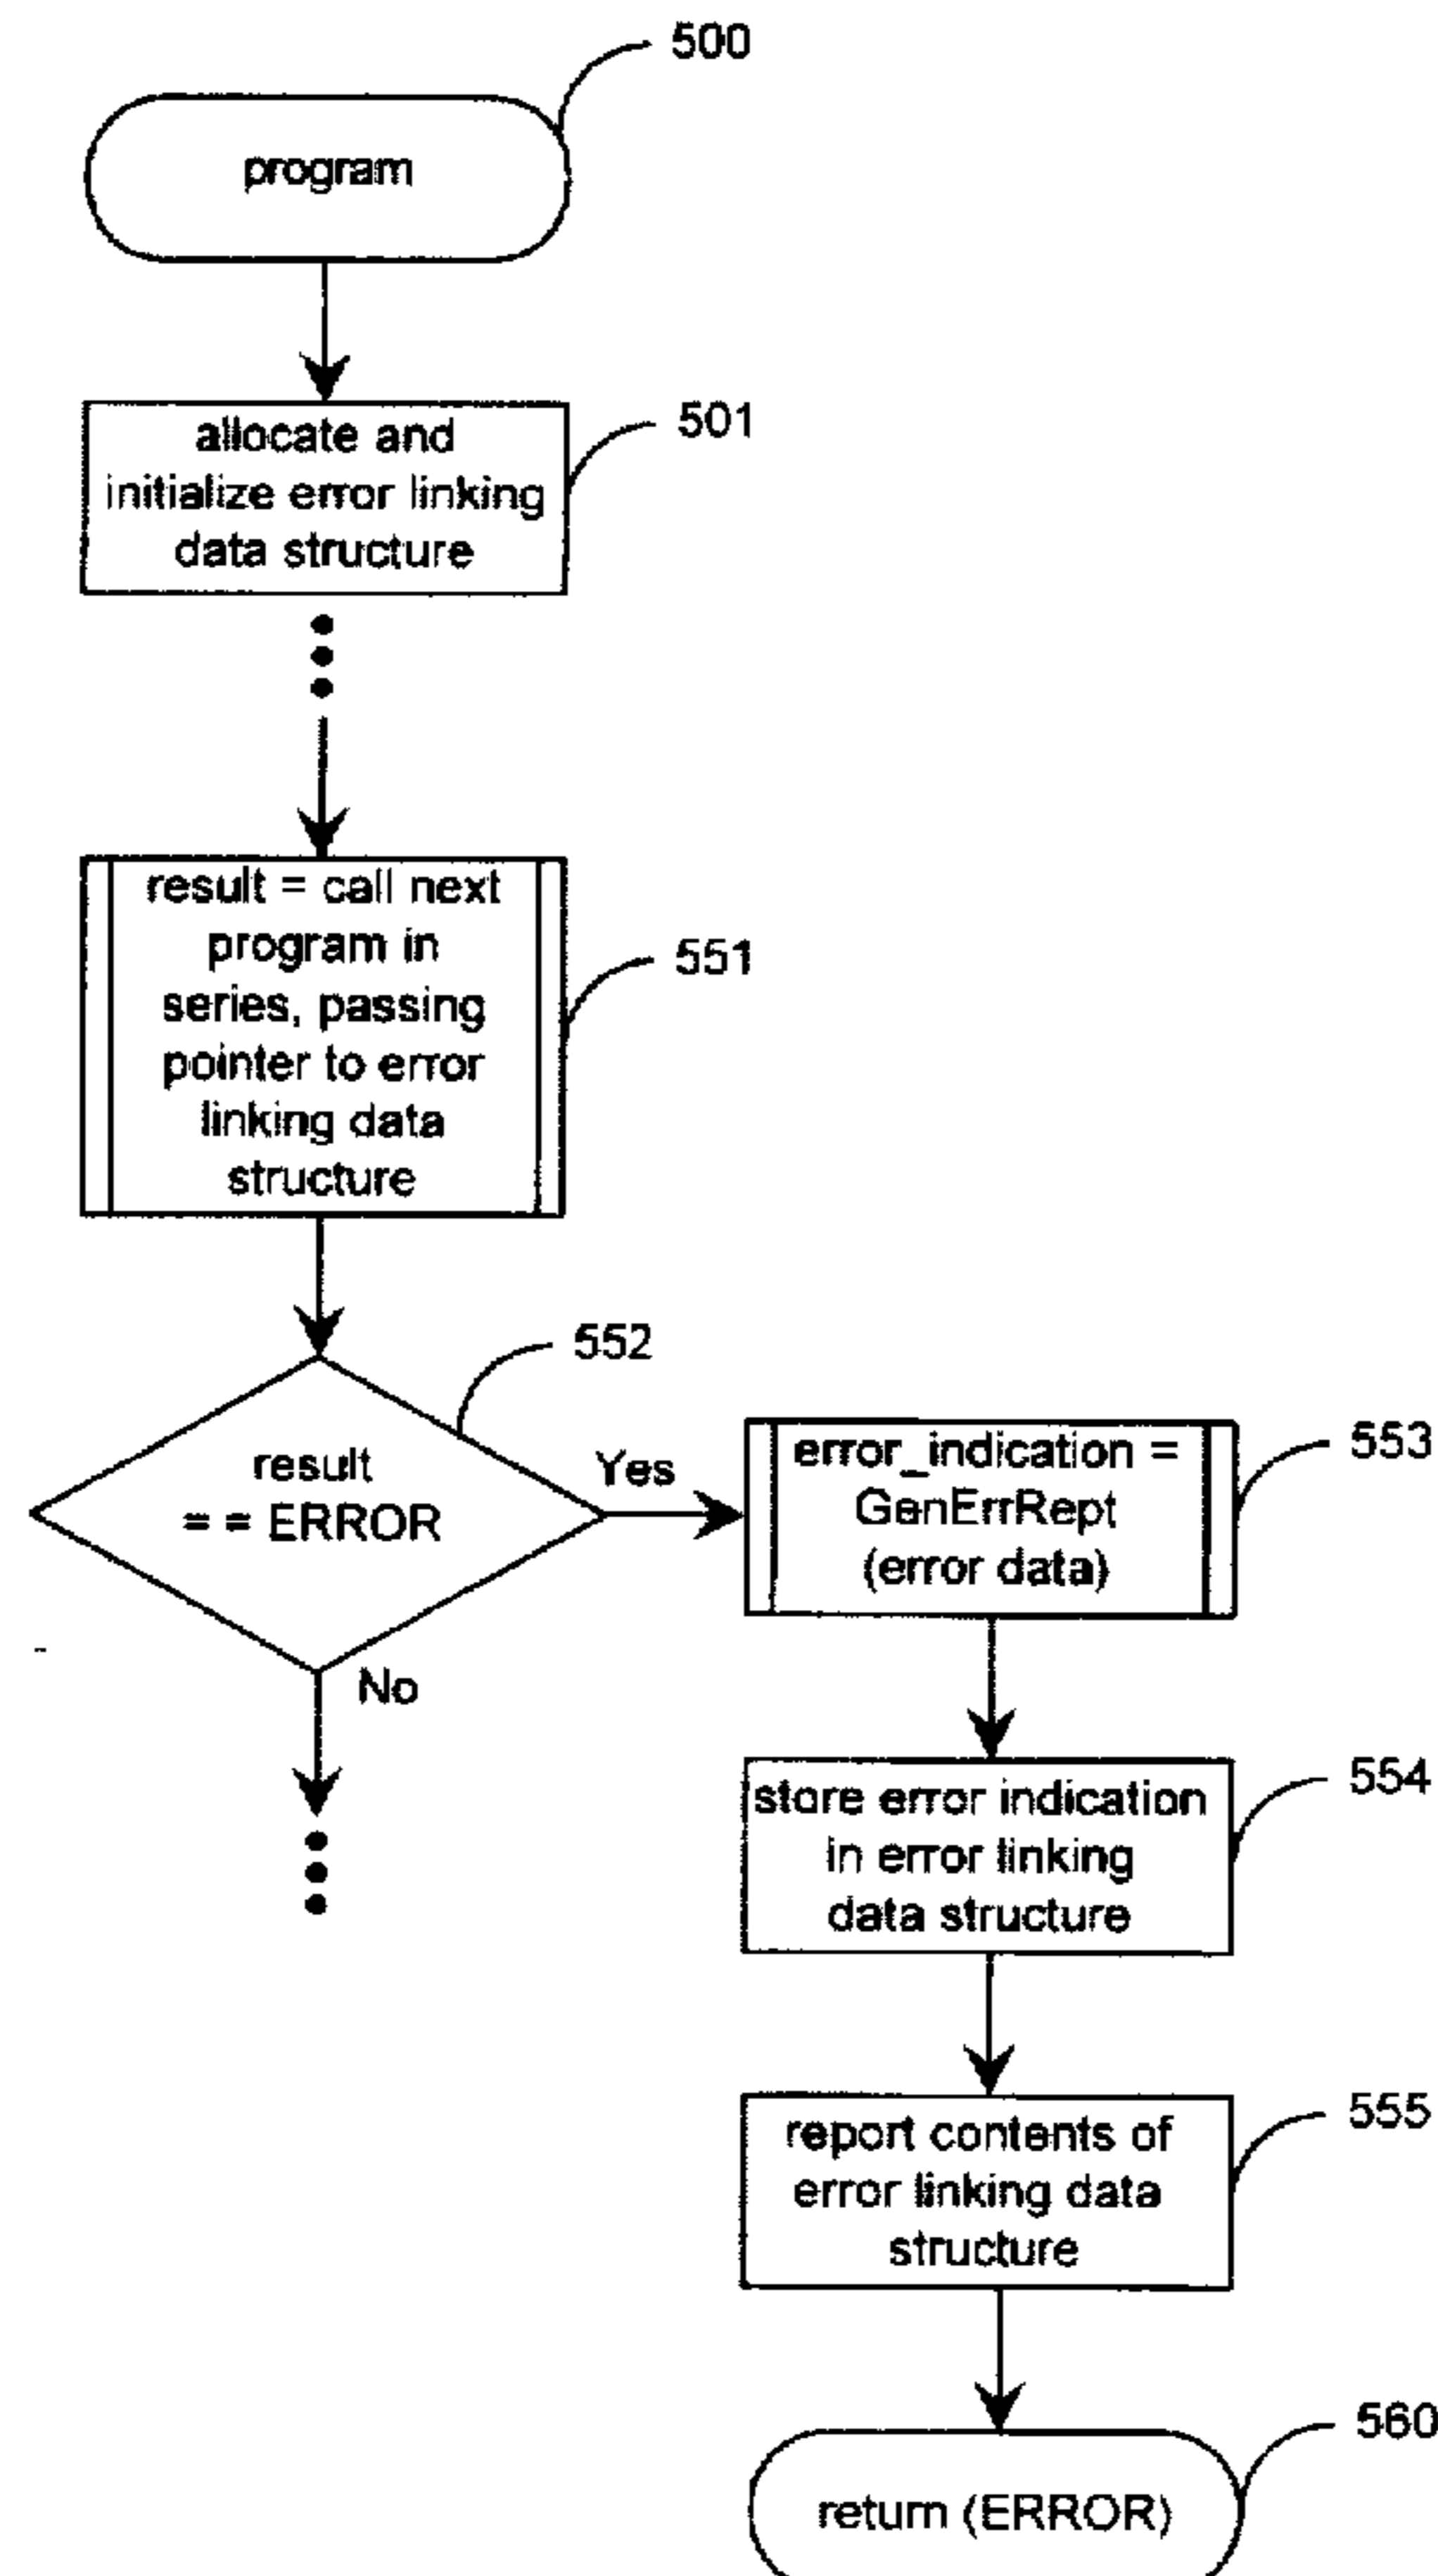 500
program
501
allocate and
initialize error linking
data structure
551
result = call next
program in
series, passing
pointer to error
linking data
structure
552
result
= = ERROR
Yes
No
553
error_indication =
GenErrRept
(error data)
554
store error indication
in error linking
data structure
555
report contents of
error linking data
structure
560
return (ERROR)